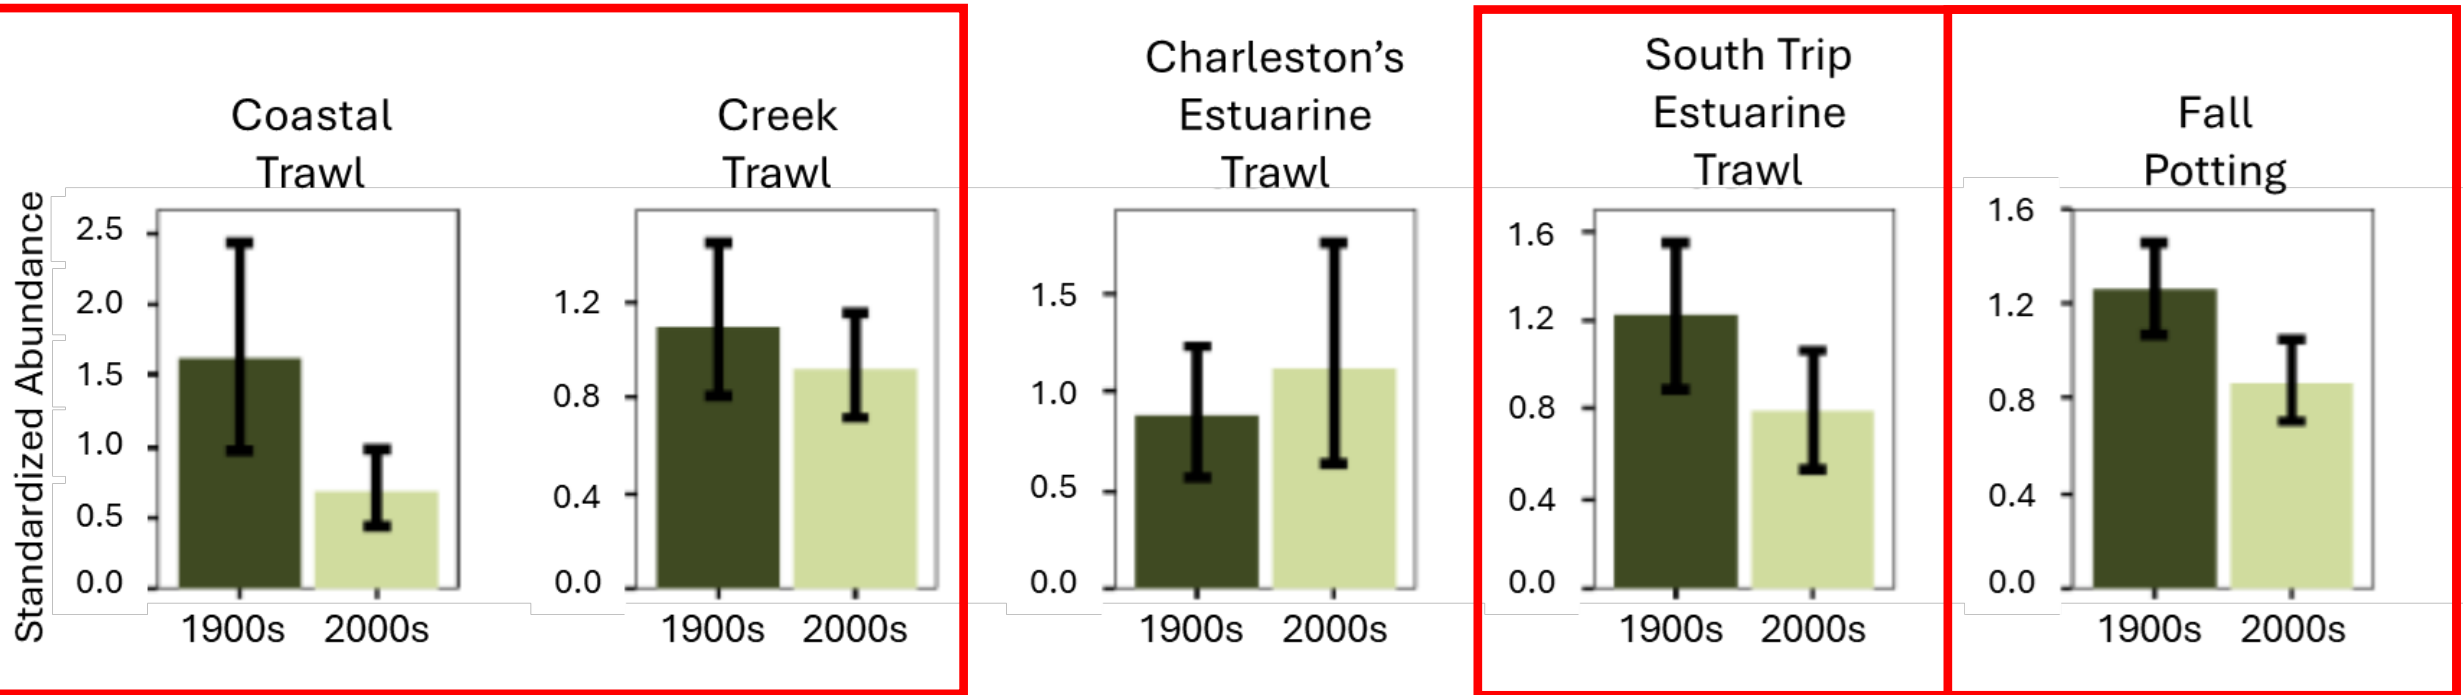 Coastal
Trawl
Creek
Trawl
Charleston's
Estuarine
Trawl
South Trip
Estuarine
Trawl
Fall
Potting
Standardized Abundance
2.5
2.0
1.5
1.0
0.5
0.0
1900s 2000s
1.2
0.8
0.4
0.0
1900s 2000s
1.5
1.0
0.5
0.0
1900s 2000s
1.6
1.2
0.8
0.4
0.0
1900s 2000s
1.6
1.2
0.8
0.4
0.0
1900s 2000s